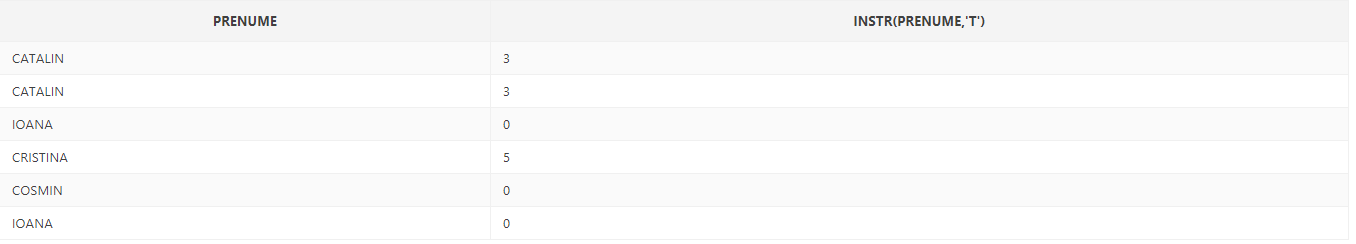 PRENUME INSTR(PRENUME,'T')
CATALIN 3
CATALIN 3
IOANA 0
CRISTINA 5
COSMIN 0
IOANA 0